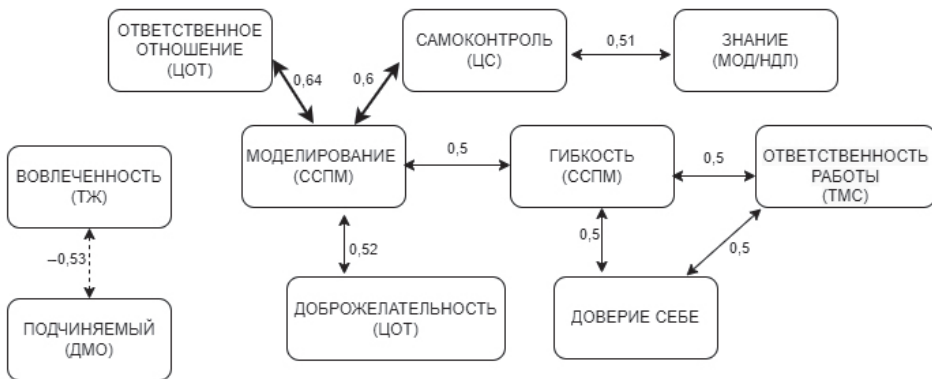 ОТВЕТСТВЕННОЕ
ОТНОШЕНИЕ
(ЦОТ)
САМОКОНТРОЛЬ
(ЦС)
0,51
ЗНАНИЕ
(МОД/НДЛ)
0,64
0,6
ВОВЛЕЧЕННОСТЬ
(ТЖ)
МОДЕЛИРОВАНИЕ
(ССПМ)
0,5
ГИБКОСТЬ
(ССПМ)
0,5
ОТВЕТСТВЕННОСТЬ
РАБОТЫ
(ТМС)
–0,53
0,52
0,5
0,5
ПОДЧИНЯЕМЫЙ
(ДМО)
ДОБРОЖЕЛАТЕЛЬНОСТЬ
(ЦОТ)
ДОВЕРИЕ СЕБЕ